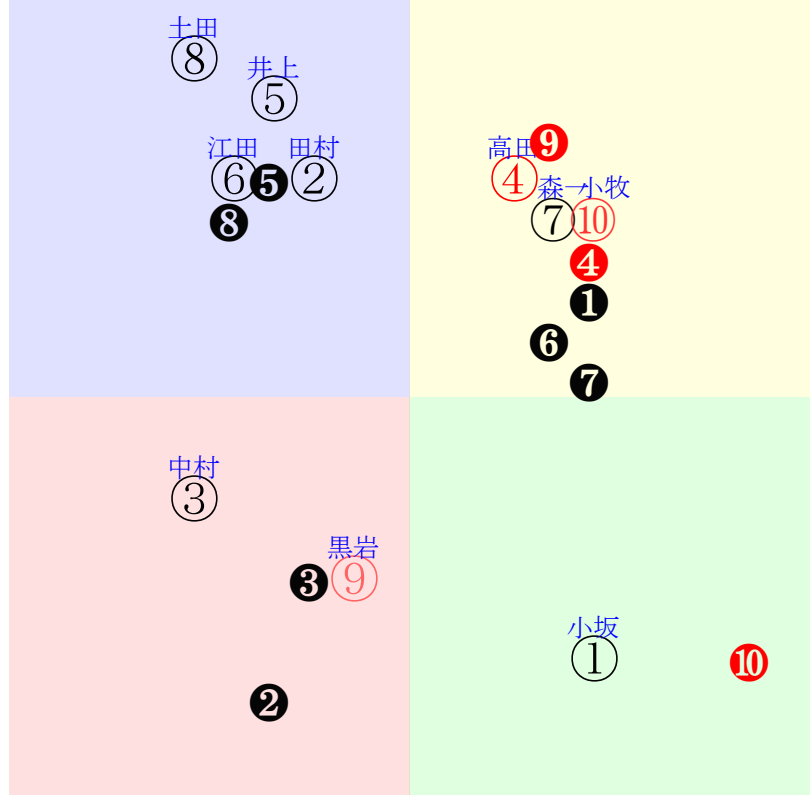 土田
⑧
井上
⑤
江田 田村
⑥ ❺ ②
❽
高田 ❾
④
森一 小牧
⑦ ⑩
❹
❶
❻
❼
中村
③
黒岩
❸ ⑨
❷
小坂
① ❿